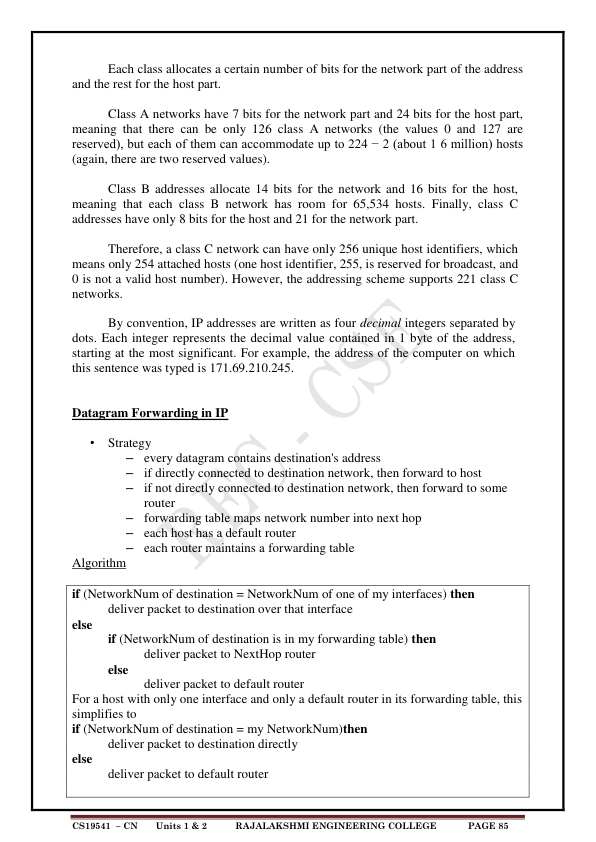 Each class allocates a certain number of bits for the network part of the address
and the rest for the host part.
Class A networks have 7 bits for the network part and 24 bits for the host part,
meaning that there can be only 126 class A networks (the values 0 and 127 are
reserved), but each of them can accommodate up to 224 − 2 (about 1 6 million) hosts
(again, there are two reserved values).
Class B addresses allocate 14 bits for the network and 16 bits for the host,
meaning that each class B network has room for 65,534 hosts. Finally, class C
addresses have only 8 bits for the host and 21 for the network part.
Therefore, a class C network can have only 256 unique host identifiers, which
means only 254 attached hosts (one host identifier, 255, is reserved for broadcast, and
0 is not a valid host number). However, the addressing scheme supports 221 class C
networks.
By convention, IP addresses are written as four decimal integers separated by
dots. Each integer represents the decimal value contained in 1 byte of the address,
starting at the most significant. For example, the address of the computer on which
this sentence was typed is 171.69.210.245.
Datagram Forwarding in IP
• Strategy
– every datagram contains destination's address
– if directly connected to destination network, then forward to host
– if not directly connected to destination network, then forward to some
router
– forwarding table maps network number into next hop
– each host has a default router
– each router maintains a forwarding table
Algorithm
if (NetworkNum of destination = NetworkNum of one of my interfaces) then
deliver packet to destination over that interface
else
if (NetworkNum of destination is in my forwarding table) then
deliver packet to NextHop router
else
deliver packet to default router
For a host with only one interface and only a default router in its forwarding table, this
simplifies to
if (NetworkNum of destination = my NetworkNum)then
deliver packet to destination directly
else
deliver packet to default router
REC - CSE
CS19541 – CN Units 1 & 2 RAJALAKSHMI ENGINEERING COLLEGE PAGE 85